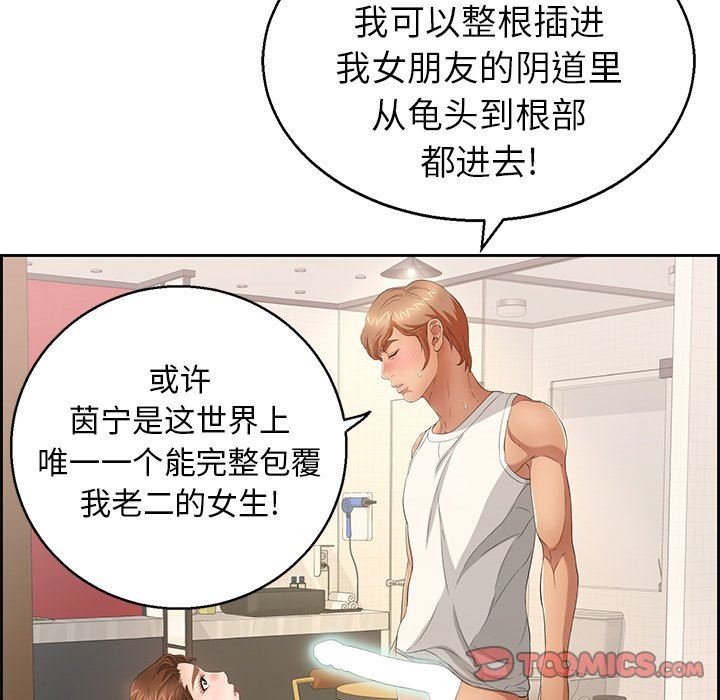 我可以整根插进
我女朋友的阴道里
从龟头到根部
都进去!
或许
茵宁是这世界上
唯一一个能完整包覆
我老二的女生!
TOOMICS.COM